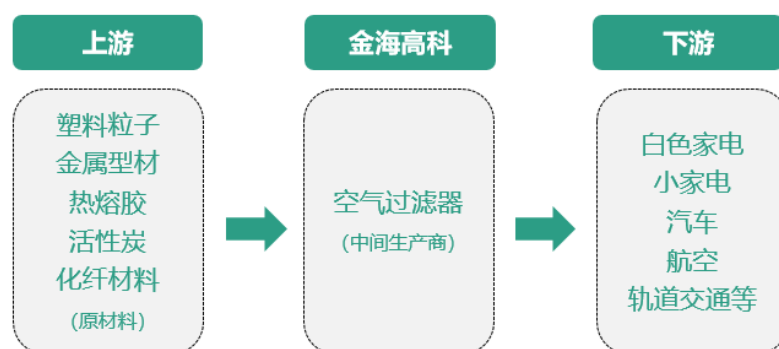 上游
塑料粒子
金属型材
热熔胶
活性炭
化纤材料
(原材料)
金海高科
空气过滤器
(中间生产商)
下游
白色家电
小家电
汽车
航空
轨道交通等